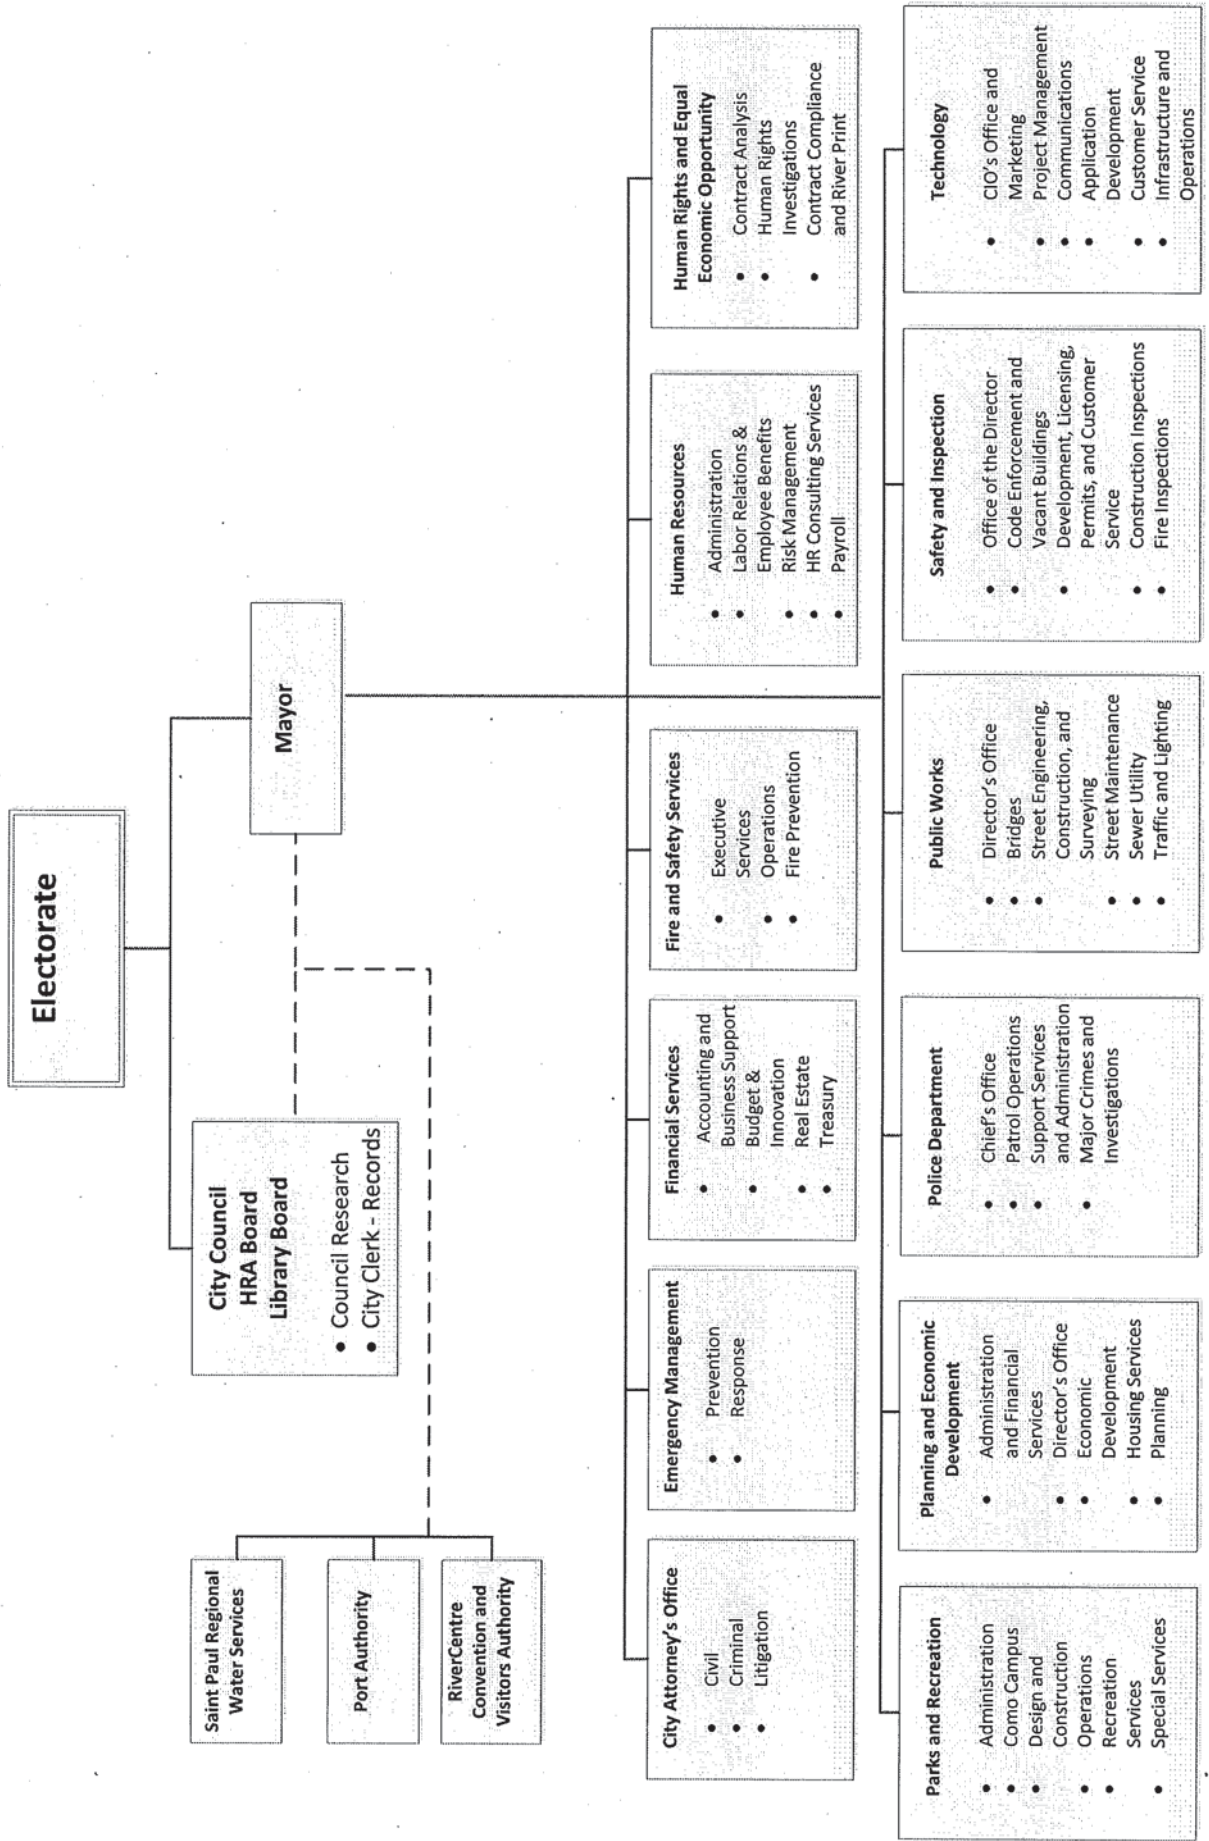 Electorate
Mayor
City Council
HRA Board
Library Board
• Council Research
• City Clerk - Records
Saint Paul Regional
Water Services
Port Authority
RiverCentre
Convention and
Visitors Authority
City Attorney's Office
• Civil
• Criminal
• Litigation
Emergency Management
• Prevention
• Response
Financial Services
• Accounting and
Business Support
• Budget &
Innovation
• Real Estate
• Treasury
Fire and Safety Services
• Executive
Services
• Operations
• Fire Prevention
Human Resources
• Administration
• Labor Relations &
Employee Benefits
• Risk Management
• HR Consulting Services
• Payroll
Human Rights and Equal
Economic Opportunity
• Contract Analysis
• Human Rights
Investigations
• Contract Compliance
and River Print
Parks and Recreation
• Administration
• Como Campus
• Design and
Construction
• Operations
• Recreation
Services
• Special Services
Planning and Economic
Development
• Administration
and Financial
Services
• Director's Office
• Economic
Development
• Housing Services
• Planning
Police Department
• Chief's Office
• Patrol Operations
• Support Services
and Administration
• Major Crimes and
Investigations
Public Works
• Director's Office
• Bridges
• Street Engineering,
Construction, and
Surveying
• Street Maintenance
• Sewer Utility
• Traffic and Lighting
Safety and Inspection
• Office of the Director
• Code Enforcement and
Vacant Buildings
• Development, Licensing,
Permits, and Customer
Service
• Construction Inspections
• Fire Inspections
Technology
• CIO's Office and
Marketing
• Project Management
• Communications
• Application
Development
• Customer Service
• Infrastructure and
Operations